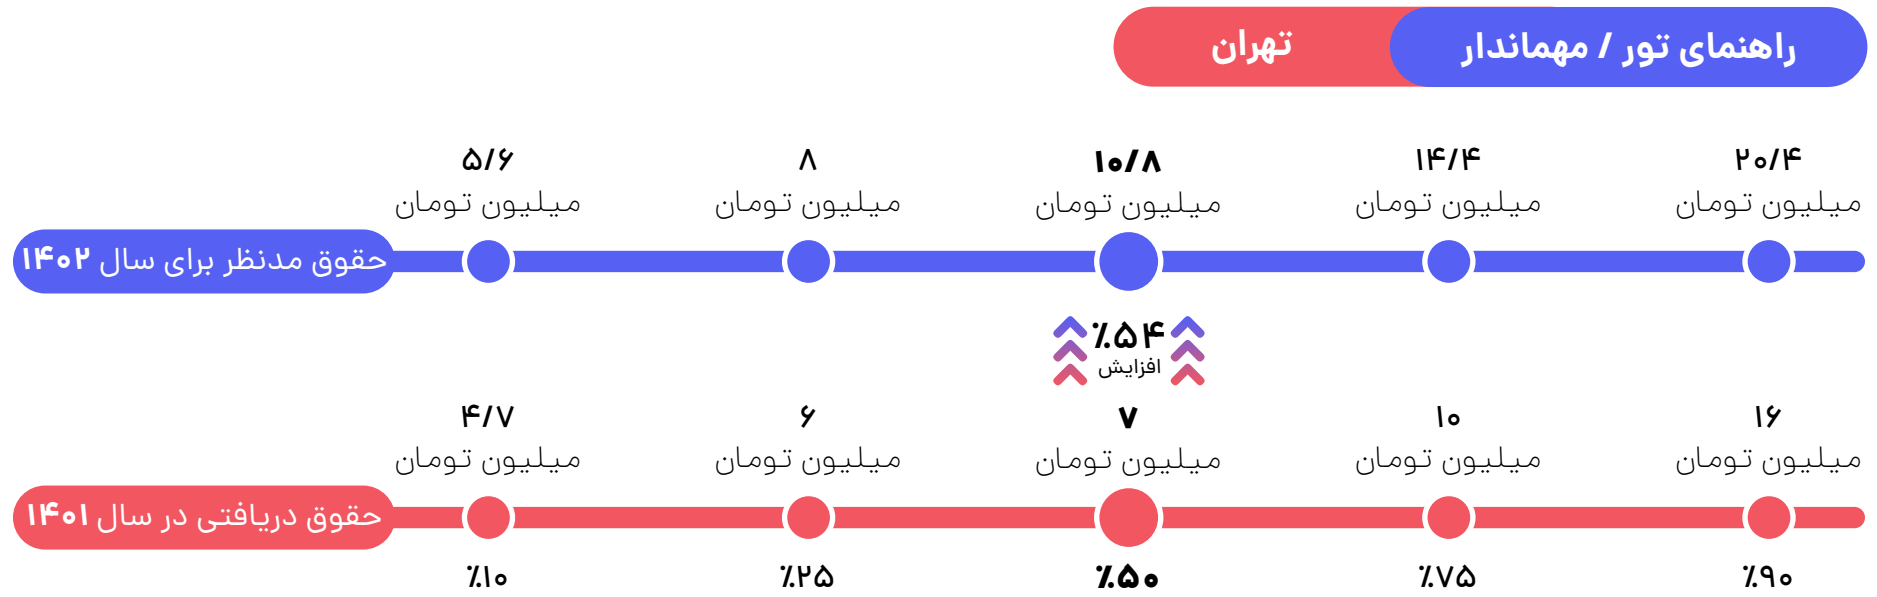 راهنمای تور / مهماندار
تهران
۲۰/۴
میلیون تومان
۱۴/۴
میلیون تومان
۱۰/۸
میلیون تومان
۸
میلیون تومان
۵/۶
میلیون تومان
حقوق مدنظر برای سال ۱۴۰۲
٪۵۴
افزایش
۱۶
میلیون تومان
۱۰
میلیون تومان
۷
میلیون تومان
۶
میلیون تومان
۴/۷
میلیون تومان
حقوق دریافتی در سال ۱۴۰۱
٪۹۰
٪۷۵
٪۵۰
٪۲۵
٪۱۰